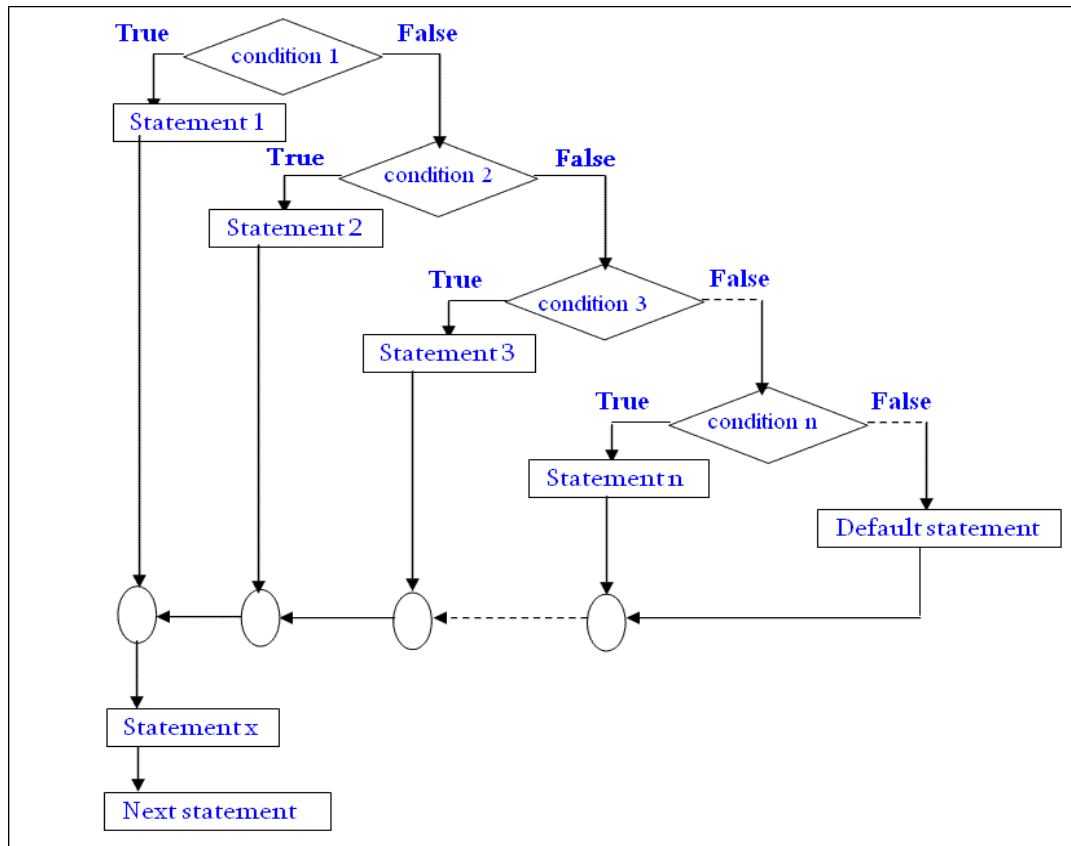 True
False
condition 1
Statement 1
True
False
condition 2
Statement 2
True
False
condition 3
Statement 3
True
False
condition n
Statement n
Default statement
Statement x
Next statement